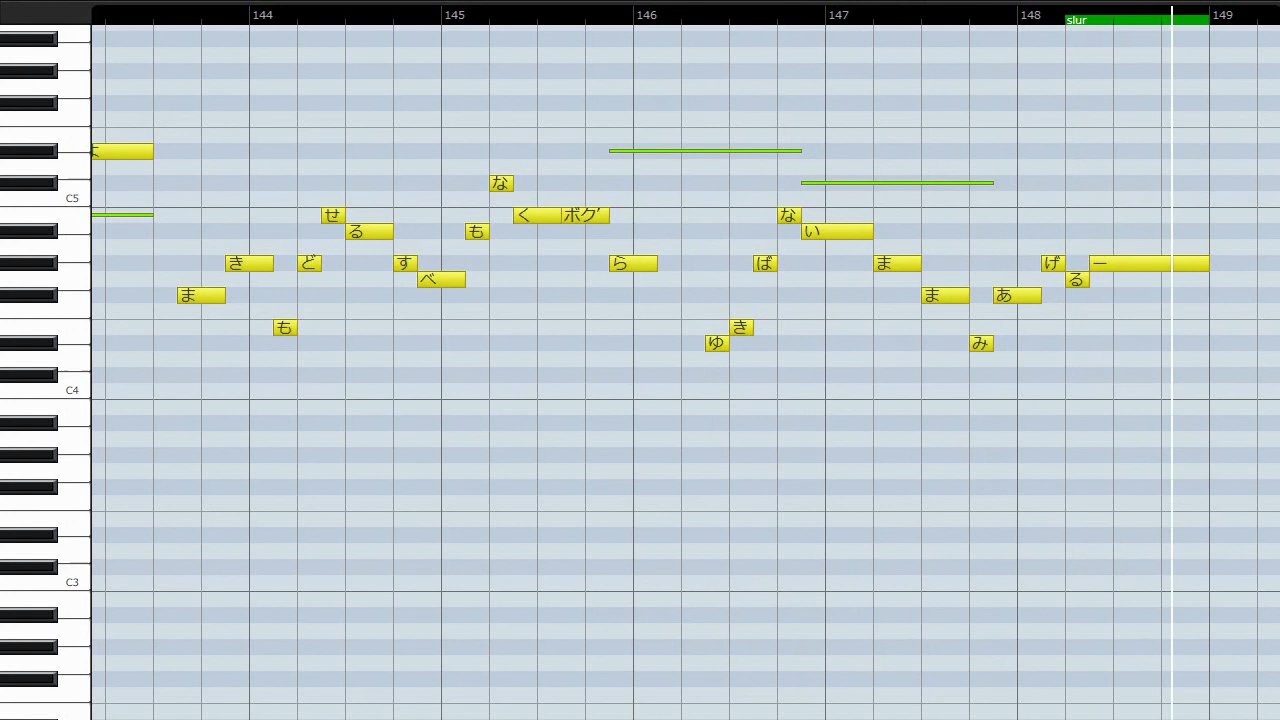 144 145 146 147 148 149
slur
C5
C4
C3
ま き も ど せ る す べ も な く ボク’ ら ゆ き ば な い ま ま み あ げ る ー